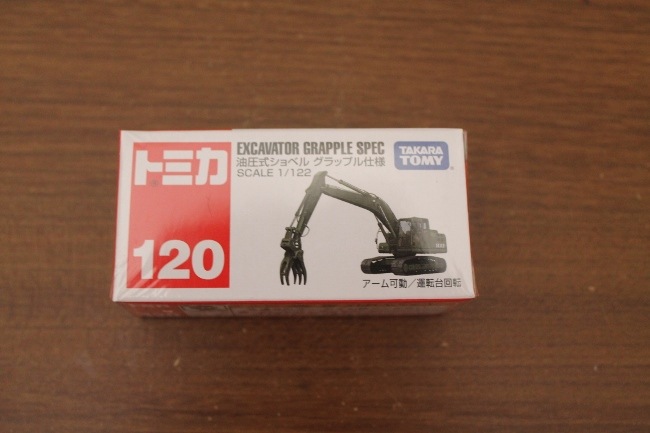 トミカ
120
EXCAVATOR GRAPPLE SPEC
油圧式ショベル グラップル仕様
SCALE 1/122
TAKARA
TOMY
アーム可動/運転台回転